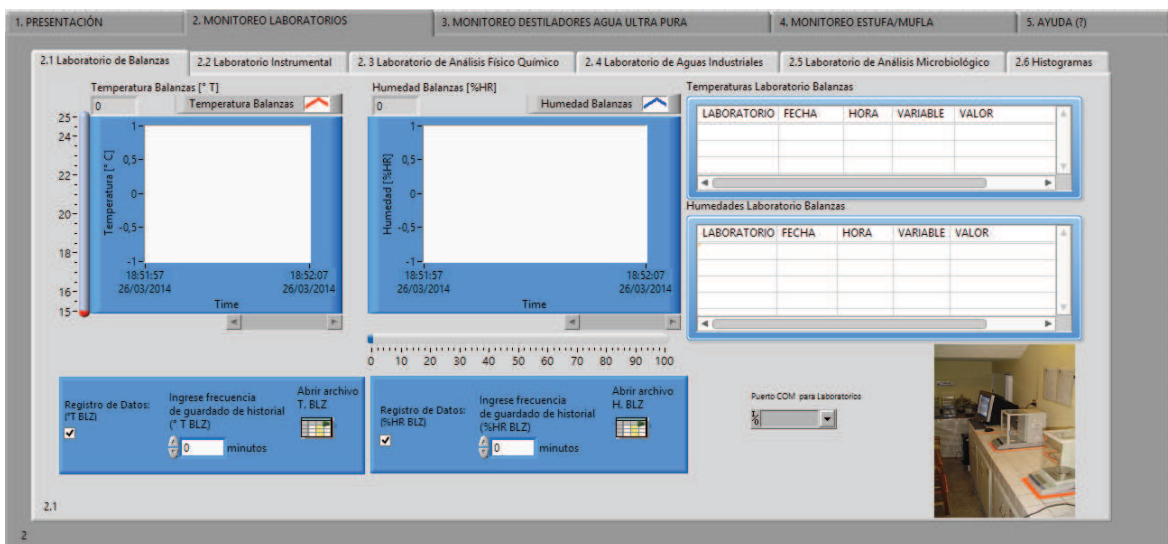 1. PRESENTACIÓN
2. MONITOREO LABORATORIOS
3. MONITOREO DESTILADORES AGUA ULTRA PURA
4. MONITOREO ESTUFA/MUFLA
5. AYUDA (?)
2.1 Laboratorio de Balanzas
2.2 Laboratorio Instrumental
2. 3 Laboratorio de Análisis Físico Químico
2. 4 Laboratorio de Aguas Industriales
2.5 Laboratorio de Análisis Microbiológico
2.6 Histogramas
Temperatura Balanzas [° T]
0
Temperatura Balanzas
25
24
22
20
18
16
15
Temperatura [° C]
1
0,5
0
-0,5
-1
18:51:57
26/03/2014
18:52:07
26/03/2014
Time
Humedad Balanzas [%HR]
0
Humedad Balanzas
Humedad [%HR]
1
0,5
0
-0,5
-1
18:51:57
26/03/2014
18:52:07
26/03/2014
Time
0 10 20 30 40 50 60 70 80 90 100
Temperaturas Laboratorio Balanzas
LABORATORIO FECHA HORA VARIABLE VALOR
Humedades Laboratorio Balanzas
LABORATORIO FECHA HORA VARIABLE VALOR
Registro de Datos:
(°T BLZ)
Ingrese frecuencia
de guardado de historial
(° T BLZ)
0 minutos
Abrir archivo
T. BLZ
Registro de Datos:
(%HR BLZ)
Ingrese frecuencia
de guardado de historial
(%HR BLZ)
0 minutos
Abrir archivo
H. BLZ
Puerto COM para Laboratorios
2.1
2